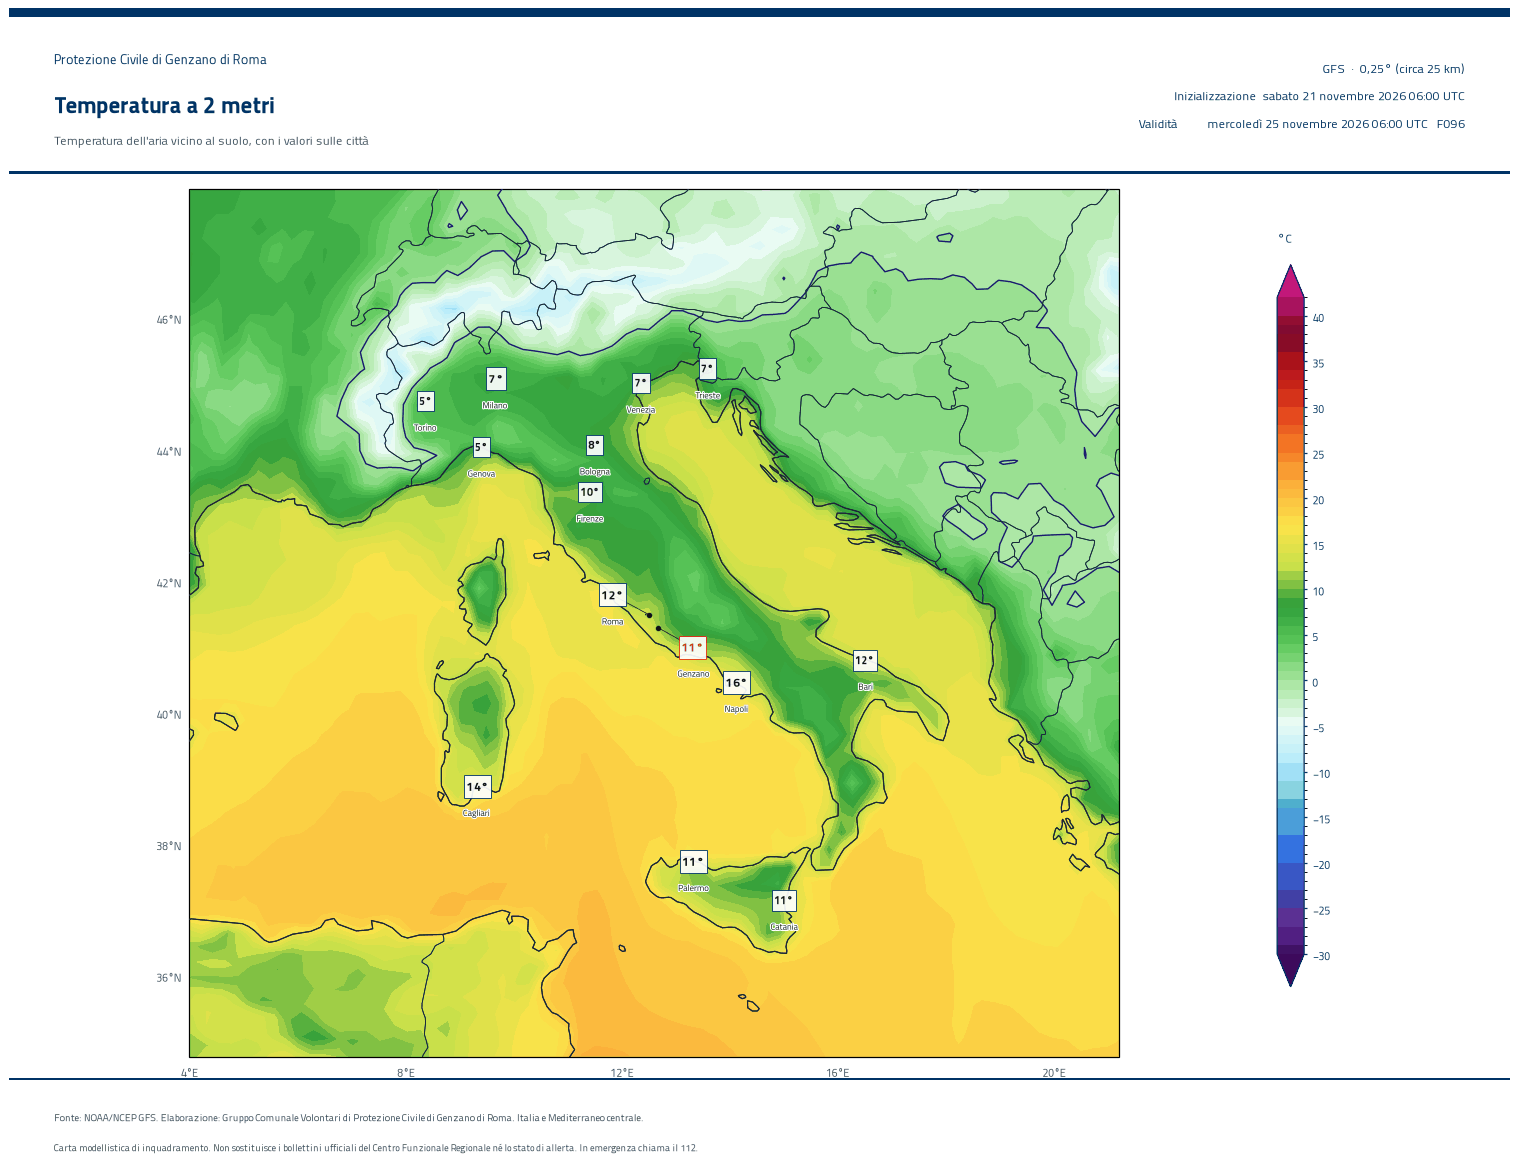 Protezione Civile di Genzano di Roma
Temperatura a 2 metri
Temperatura dell'aria vicino al suolo, con i valori sulle città
GFS · 0,25° (circa 25 km)
Inizializzazione sabato 21 novembre 2026 06:00 UTC
Validità mercoledì 25 novembre 2026 06:00 UTC F096
°C
40
35
30
25
20
15
10
5
0
−5
−10
−15
−20
−25
−30
46°N
44°N
42°N
40°N
38°N
36°N
4°E
8°E
12°E
16°E
20°E
7°
Trieste
7°
Milano
7°
Venezia
5°
Torino
5°
Genova
8°
Bologna
10°
Firenze
12°
Roma
11°
Genzano
12°
Bari
16°
Napoli
14°
Cagliari
11°
Palermo
11°
Catania
Fonte: NOAA/NCEP GFS. Elaborazione: Gruppo Comunale Volontari di Protezione Civile di Genzano di Roma. Italia e Mediterraneo centrale.
Carta modellistica di inquadramento. Non sostituisce i bollettini ufficiali del Centro Funzionale Regionale né lo stato di allerta. In emergenza chiama il 112.